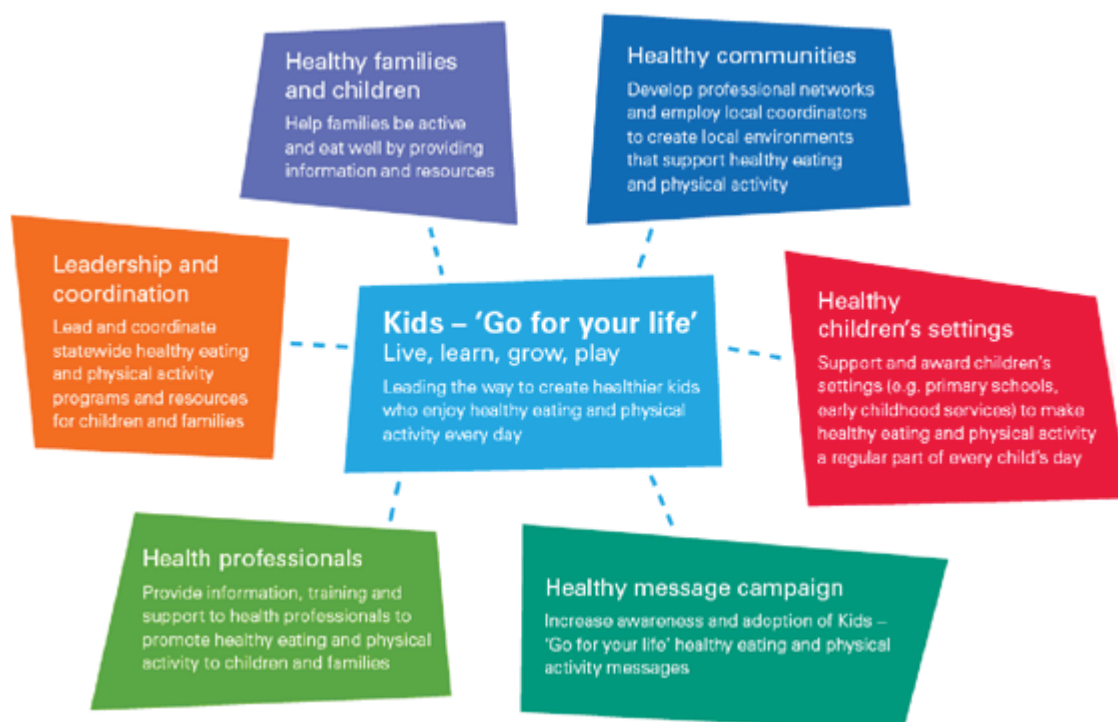 Healthy families
and children
Help families be active
and eat well by providing
information and resources
Healthy communities
Develop professional networks
and employ local coordinators
to create local environments
that support healthy eating
and physical activity
Leadership and
coordination
Lead and coordinate
statewide healthy eating
and physical activity
programs and resources
for children and families
Kids – 'Go for your life'
Live, learn, grow, play
Leading the way to create healthier kids
who enjoy healthy eating and physical
activity every day
Healthy
children's settings
Support and award children's
settings (e.g. primary schools,
early childhood services) to make
healthy eating and physical activity
a regular part of every child's day
Health professionals
Provide information, training and
support to health professionals to
promote healthy eating and physical
activity to children and families
Healthy message campaign
Increase awareness and adoption of Kids –
'Go for your life' healthy eating and physical
activity messages